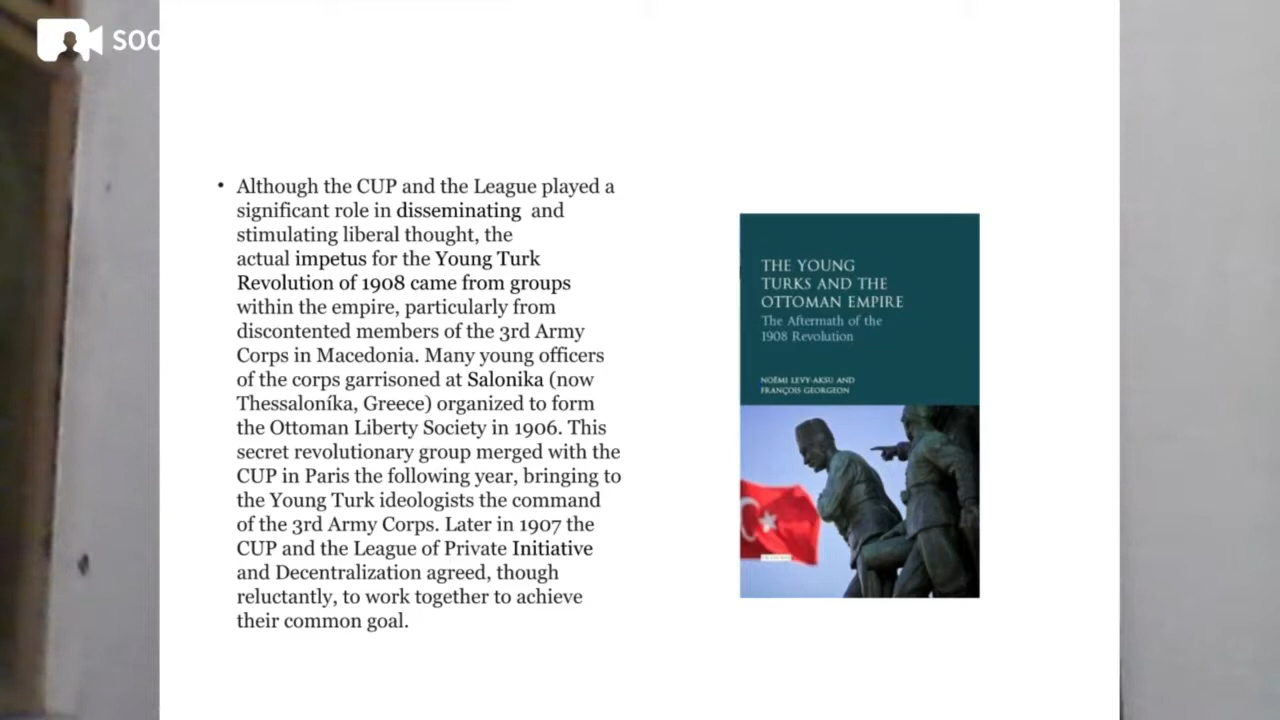 SOO
• Although the CUP and the League played a
significant role in disseminating and
stimulating liberal thought, the
actual impetus for the Young Turk
Revolution of 1908 came from groups
within the empire, particularly from
discontented members of the 3rd Army
Corps in Macedonia. Many young officers
of the corps garrisoned at Salonika (now
Thessaloníka, Greece) organized to form
the Ottoman Liberty Society in 1906. This
secret revolutionary group merged with the
CUP in Paris the following year, bringing to
the Young Turk ideologists the command
of the 3rd Army Corps. Later in 1907 the
CUP and the League of Private Initiative
and Decentralization agreed, though
reluctantly, to work together to achieve
their common goal.
THE YOUNG
TURKS AND THE
OTTOMAN EMPIRE
The Aftermath of the
1908 Revolution
NOÉMI LEVY-AKSU AND
FRANÇOIS GEORGEON